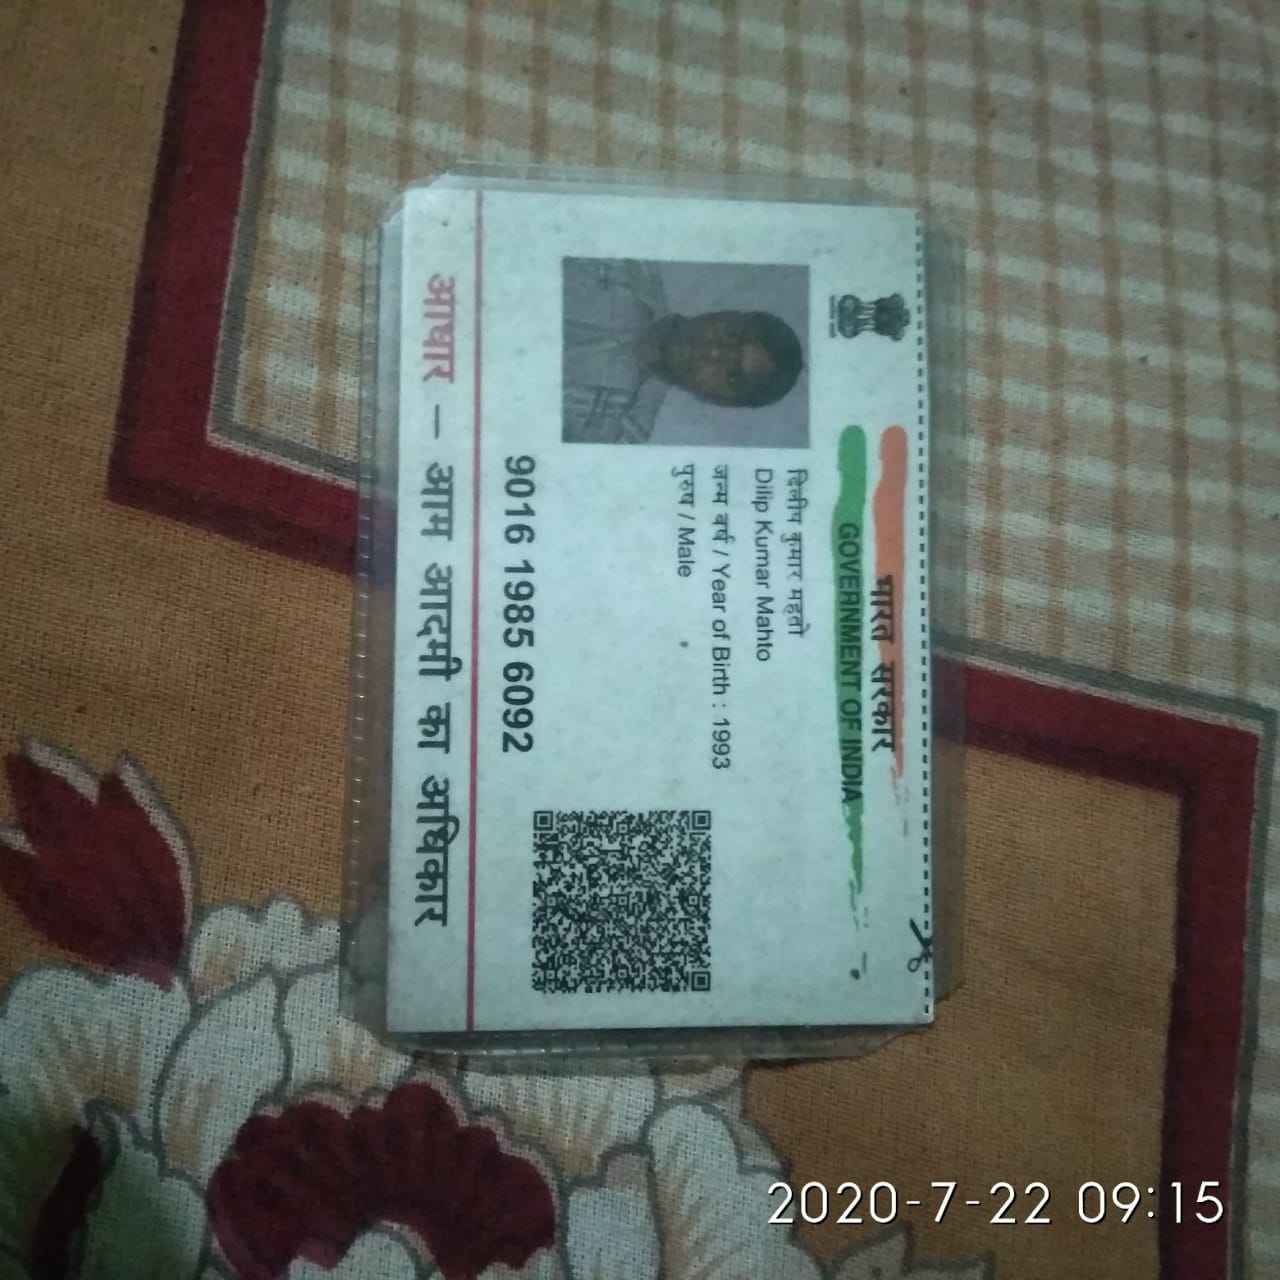 भारत सरकार
GOVERNMENT OF INDIA
दिलीप कुमार महतो
Dilip Kumar Mahto
जन्म वर्ष / Year of Birth : 1993
पुरुष / Male
9016 1985 6092
आधार – आम आदमी का अधिकार
2020-7-22 09:15